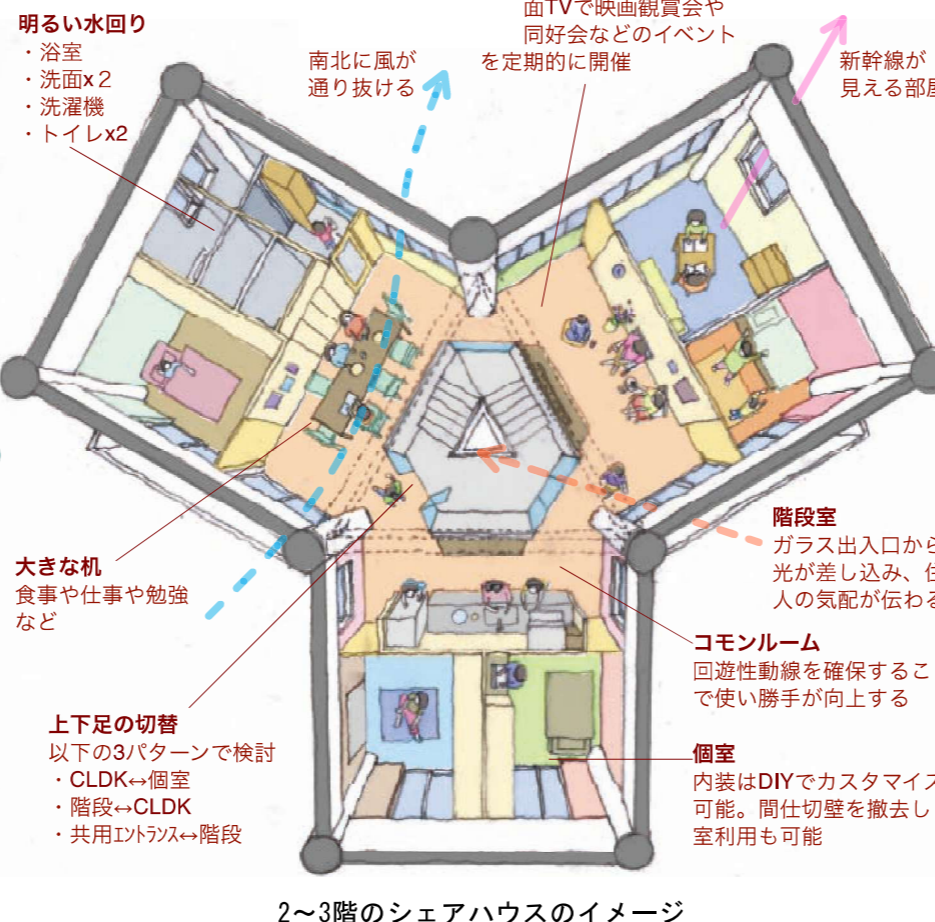 明るい水回り
・浴室
・洗面x２
・洗濯機
・トイレx2
南北に風が
通り抜ける
面TVで映画観賞会や
同好会などのイベント
を定期的に開催
新幹線が
見える部屋
大きな机
食事や仕事や勉強
など
階段室
ガラス出入口から
光が差し込み、住
人の気配が伝わる
コモンルーム
回遊性動線を確保するこ
で使い勝手が向上する
上下足の切替
以下の3パターンで検討
・CLDK↔個室
・階段↔CLDK
・共用ｴﾝﾄﾗﾝｽ↔階段
個室
内装はDIYでカスタマイズ
可能。間仕切壁を撤去し
室利用も可能
2〜3階のシェアハウスのイメージ